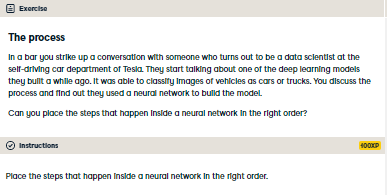 Exercise
The process
In a bar you strike up a conversation with someone who turns out to be a data scientist at the
self-driving car department of Tesla. They start talking about one of the deep learning models
they built a while ago. It was able to classify images of vehicles as cars or trucks. You discuss the
process and find out they used a neural network to build the model.
Can you place the steps that happen inside a neural network in the right order?
Instructions
100XP
Place the steps that happen inside a neural network in the right order.